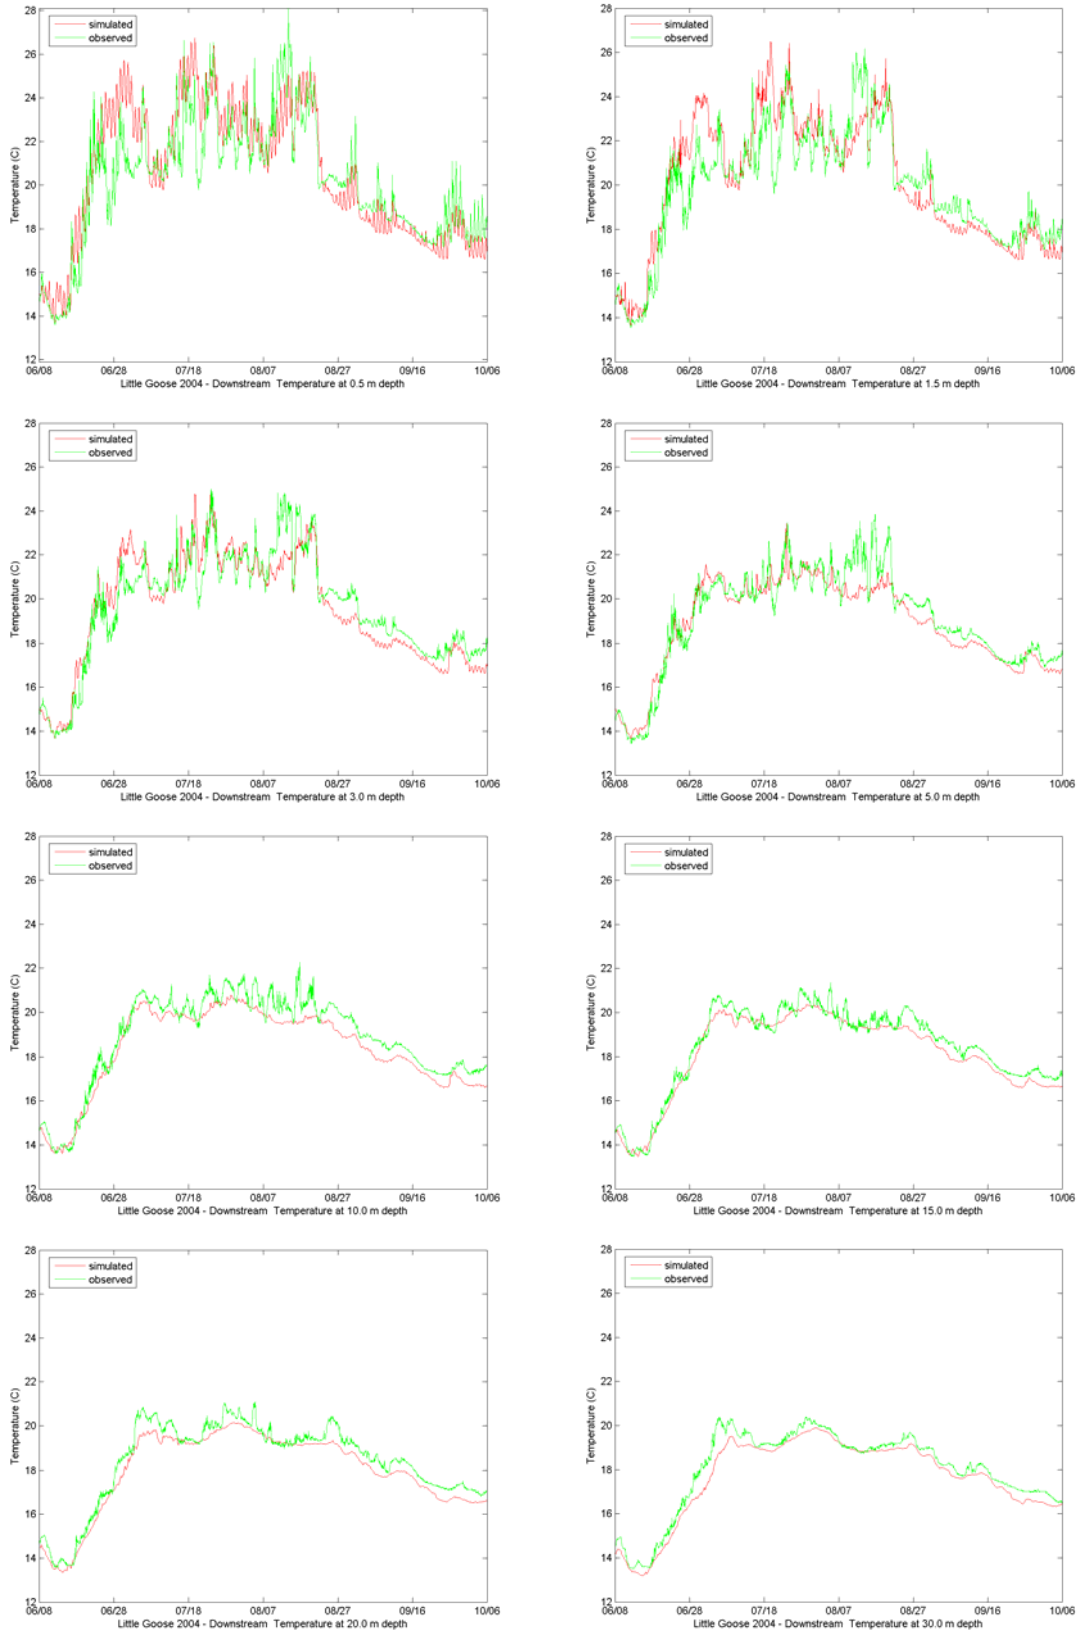 28
26
24
22
20
18
16
14
12
Temperature (C)
simulated
observed
06/08 06/28 07/18 08/07 08/27 09/16 10/06
Little Goose 2004 - Downstream Temperature at 0.5 m depth
28
26
24
22
20
18
16
14
12
Temperature (C)
simulated
observed
06/08 06/28 07/18 08/07 08/27 09/16 10/06
Little Goose 2004 - Downstream Temperature at 1.5 m depth
28
26
24
22
20
18
16
14
12
Temperature (C)
simulated
observed
06/08 06/28 07/18 08/07 08/27 09/16 10/06
Little Goose 2004 - Downstream Temperature at 3.0 m depth
28
26
24
22
20
18
16
14
12
Temperature (C)
simulated
observed
06/08 06/28 07/18 08/07 08/27 09/16 10/06
Little Goose 2004 - Downstream Temperature at 5.0 m depth
28
26
24
22
20
18
16
14
12
Temperature (C)
simulated
observed
06/08 06/28 07/18 08/07 08/27 09/16 10/06
Little Goose 2004 - Downstream Temperature at 10.0 m depth
28
26
24
22
20
18
16
14
12
Temperature (C)
simulated
observed
06/08 06/28 07/18 08/07 08/27 09/16 10/06
Little Goose 2004 - Downstream Temperature at 15.0 m depth
28
26
24
22
20
18
16
14
12
Temperature (C)
simulated
observed
06/08 06/28 07/18 08/07 08/27 09/16 10/06
Little Goose 2004 - Downstream Temperature at 20.0 m depth
28
26
24
22
20
18
16
14
12
Temperature (C)
simulated
observed
06/08 06/28 07/18 08/07 08/27 09/16 10/06
Little Goose 2004 - Downstream Temperature at 30.0 m depth